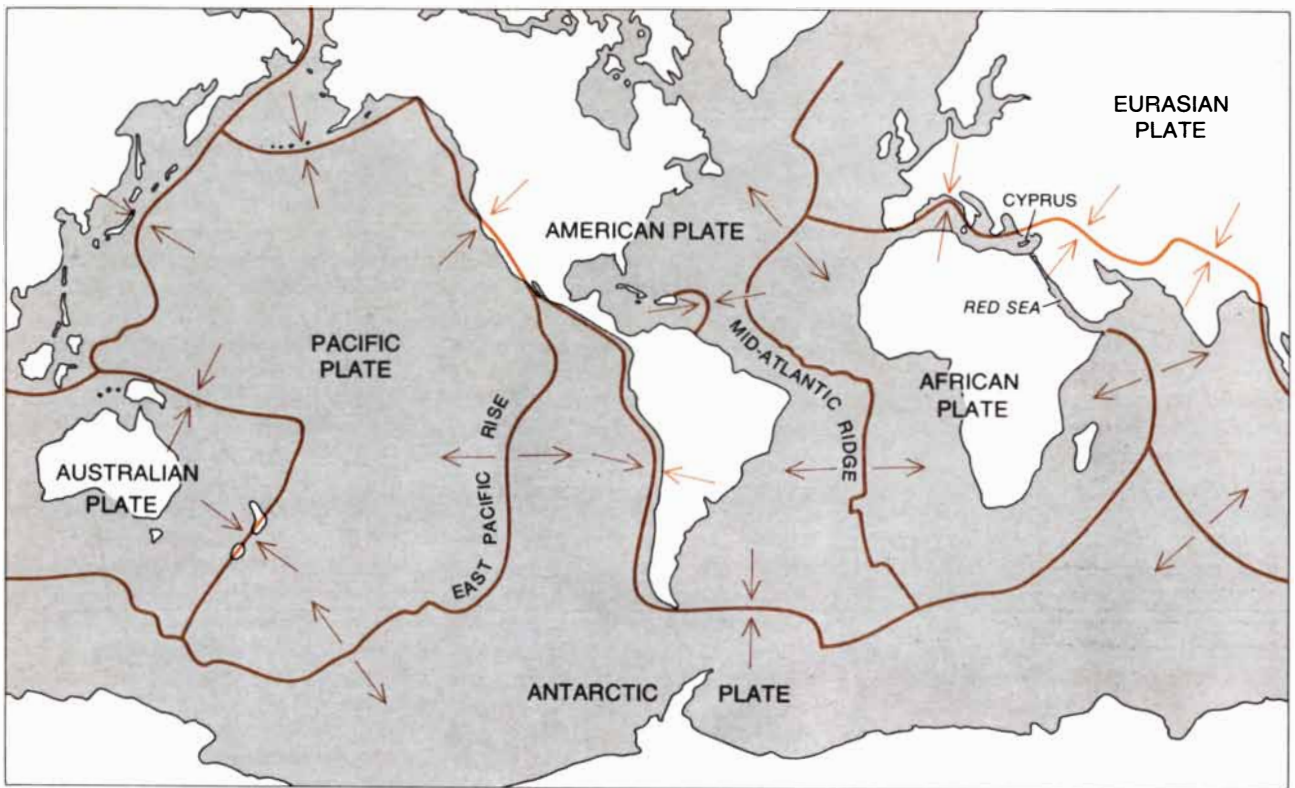 EURASIAN
PLATE
CYPRUS
AMERICAN PLATE
RED SEA
PACIFIC
PLATE
MID-ATLANTIC RIDGE
AFRICAN
PLATE
AUSTRALIAN
PLATE
EAST PACIFIC RISE
ANTARCTIC PLATE